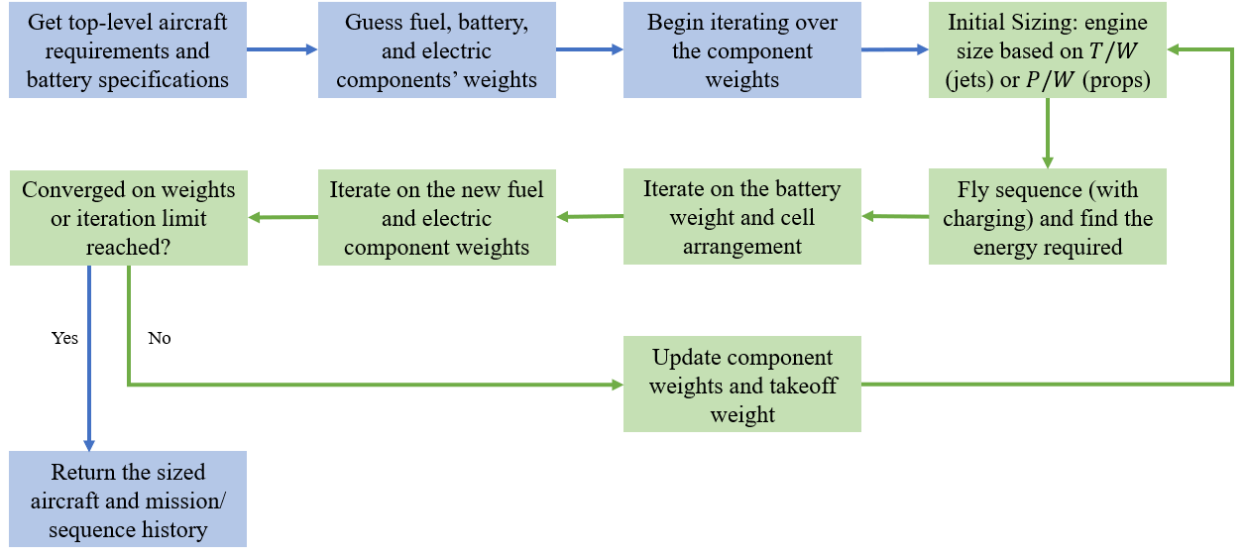 Get top-level aircraft
requirements and
battery specifications
Guess fuel, battery,
and electric
components’ weights
Begin iterating over
the component
weights
Initial Sizing: engine
size based on T/W
(jets) or P/W (props)
Converged on weights
or iteration limit
reached?
Iterate on the new fuel
and electric
component weights
Iterate on the battery
weight and cell
arrangement
Fly sequence (with
charging) and find the
energy required
Yes
No
Update component
weights and takeoff
weight
Return the sized
aircraft and mission/
sequence history